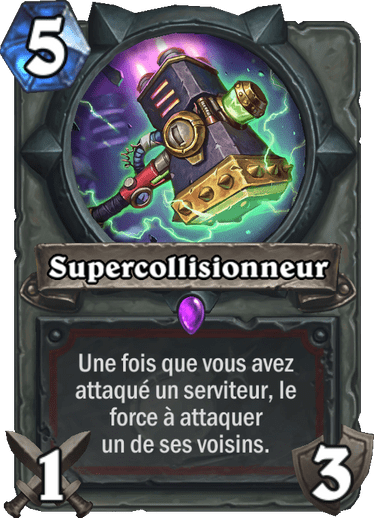 5
Supercollisionneur
Une fois que vous avez
attaqué un serviteur, le
force à attaquer
un de ses voisins.
1
3